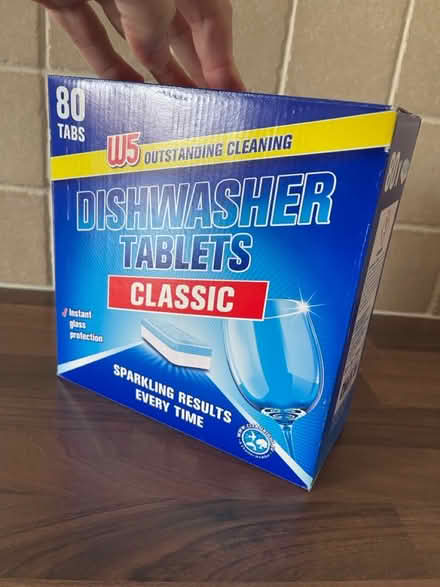 80
TABS
W5 OUTSTANDING CLEANING
DISHWASHER
TABLETS
CLASSIC
Instant
glass
protection
SPARKLING RESULTS
EVERY TIME